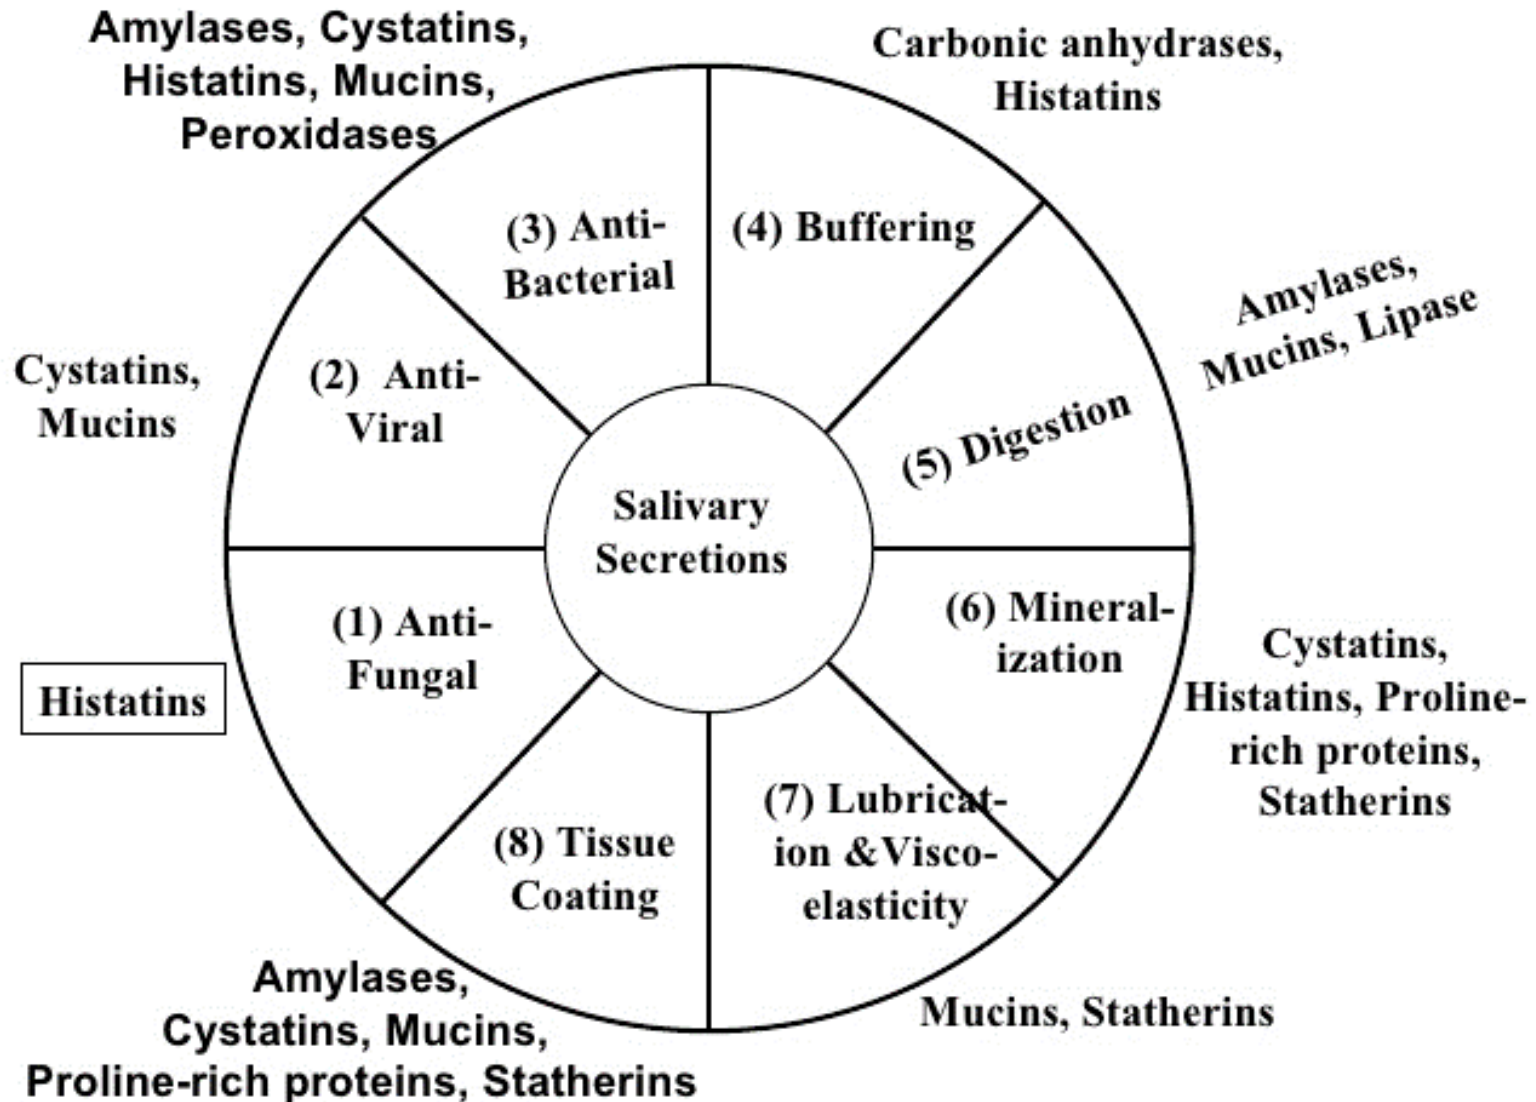 Amylases, Cystatins,
Histatins, Mucins,
Peroxidases
Carbonic anhydrases,
Histatins
(3) Anti-
Bacterial
(4) Buffering
Amylases,
Mucins, Lipase
Cystatins,
Mucins
(2) Anti-
Viral
(5) Digestion
Salivary
Secretions
(1) Anti-
Fungal
(6) Mineral-
ization
Histatins
Cystatins,
Histatins, Proline-
rich proteins,
Statherins
(8) Tissue
Coating
(7) Lubricat-
ion &Visco-
elasticity
Amylases,
Cystatins, Mucins,
Proline-rich proteins, Statherins
Mucins, Statherins